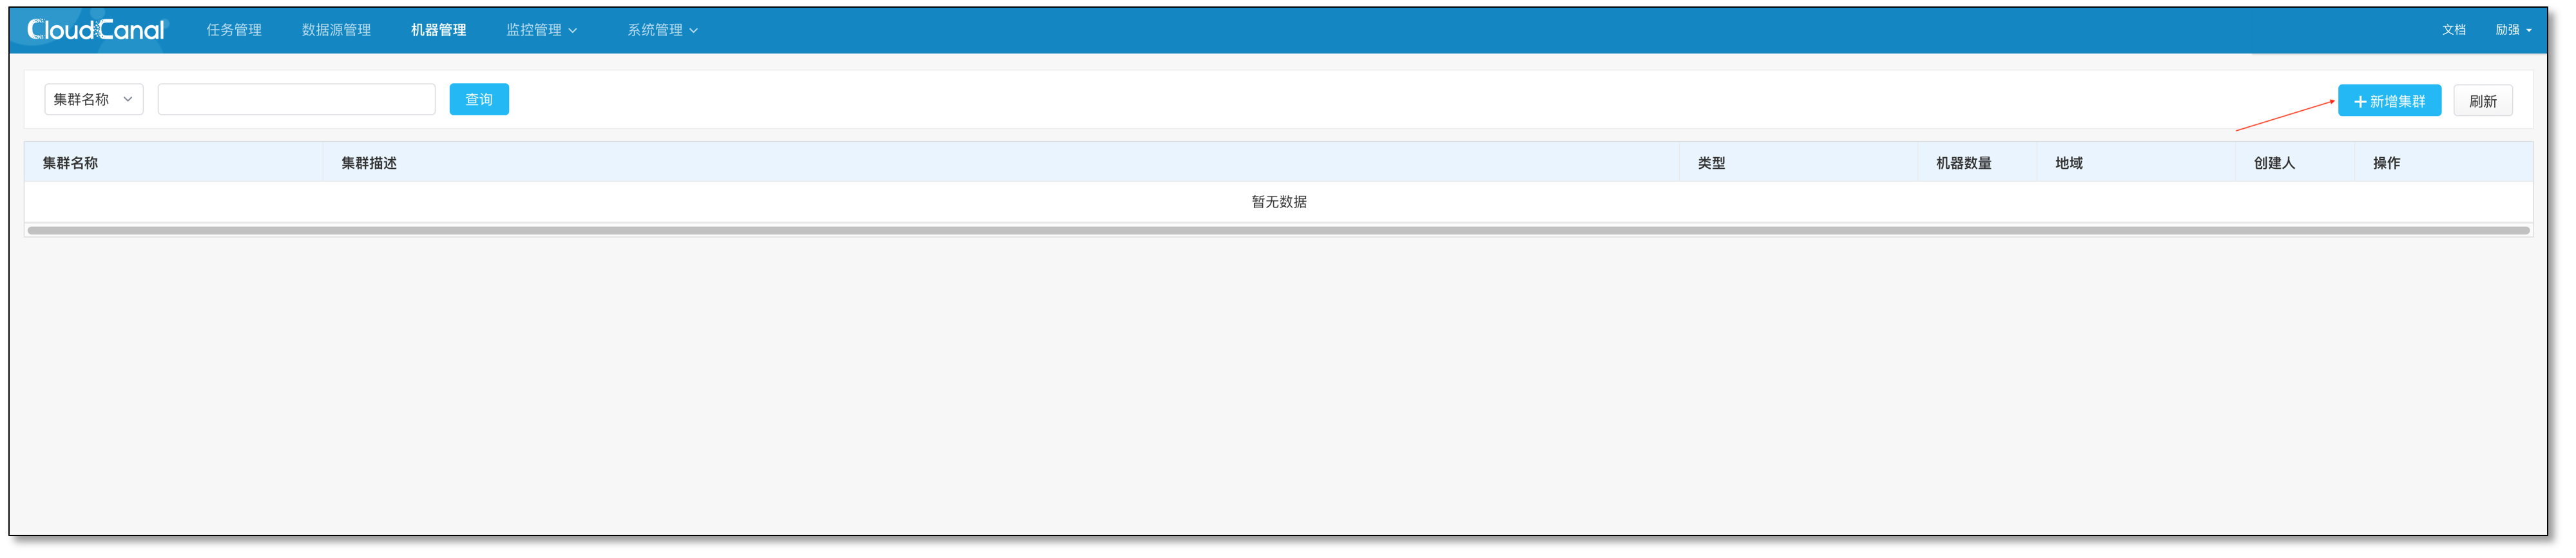 CloudCanal 任务管理 数据源管理 机器管理 监控管理 系统管理 文档 励强
集群名称 查询 新增集群 刷新
集群名称 集群描述 类型 机器数量 地域 创建人 操作
暂无数据